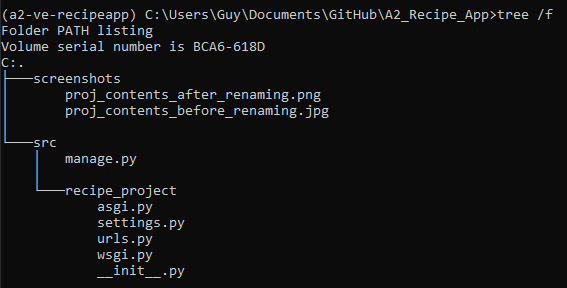 (a2-ve-recipeapp) C:\Users\Guy\Documents\GitHub\A2_Recipe_App>tree /f
Folder PATH listing
Volume serial number is BCA6-618D
C:.
├───screenshots
│       proj_contents_after_renaming.png
│       proj_contents_before_renaming.jpg
│
└───src
    │   manage.py
    │
    └───recipe_project
            asgi.py
            settings.py
            urls.py
            wsgi.py
            __init__.py